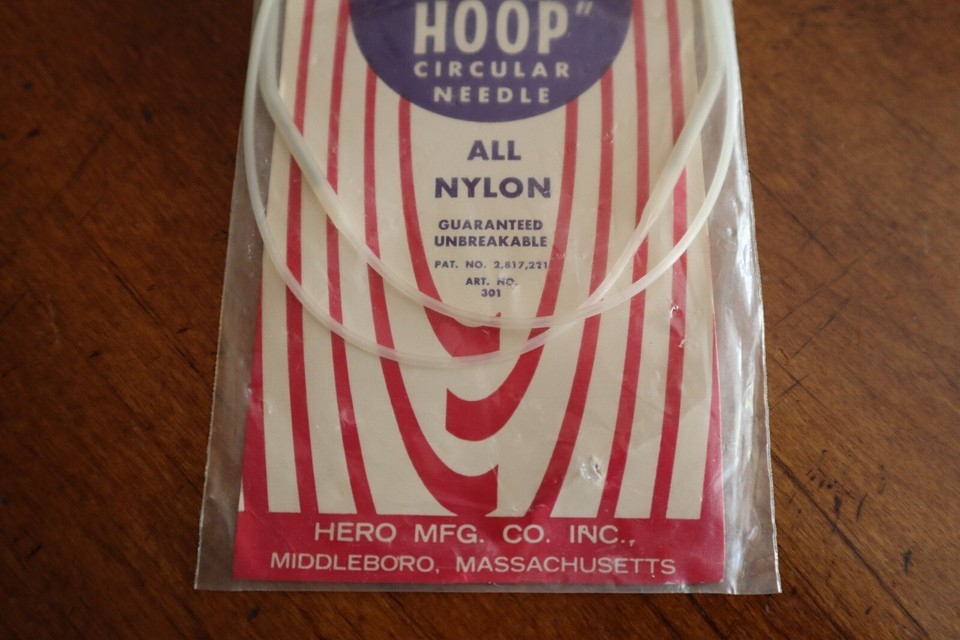 HOOP"
CIRCULAR
NEEDLE
ALL
NYLON
GUARANTEED
UNBREAKABLE
PAT. NO. 2,817,221
ART. NO.
301
HERO MFG. CO. INC.,
MIDDLEBORO, MASSACHUSETTS